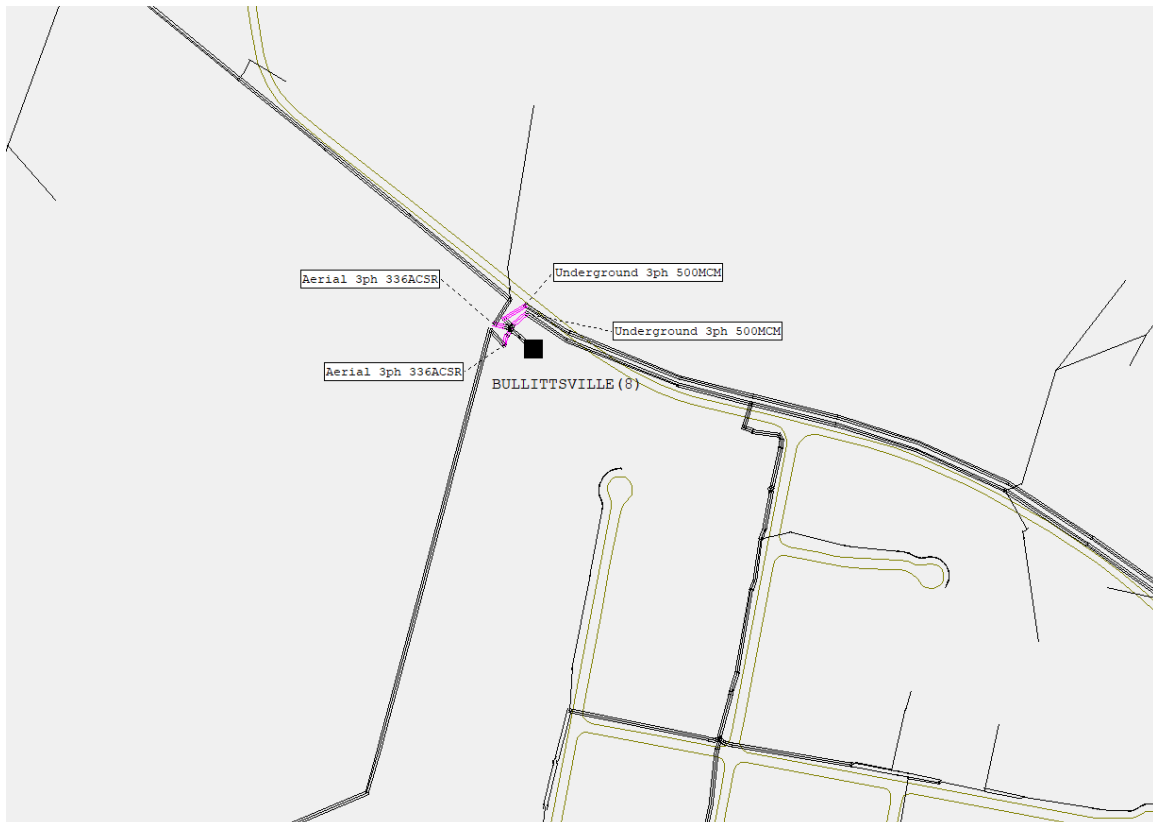 Underground 3ph 500MCM
Aerial 3ph 336ACSR
Underground 3ph 500MCM
Aerial 3ph 336ACSR
BULLITTSVILLE(8)